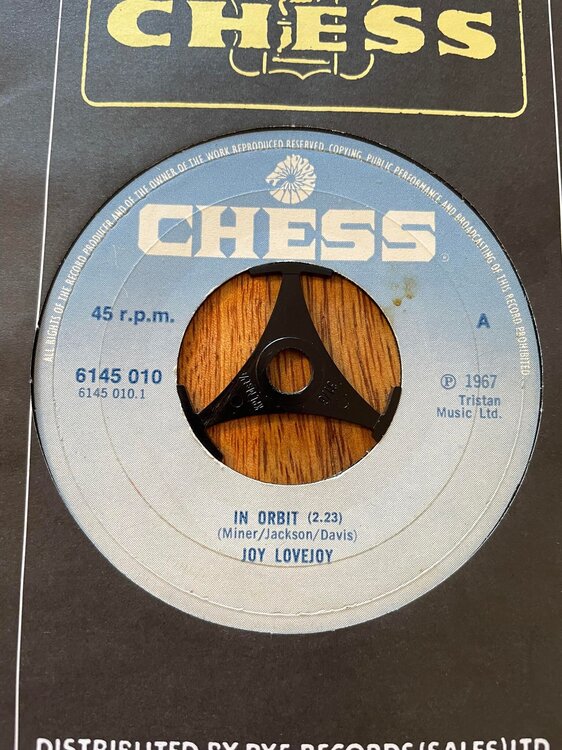 CHESS
ALL RIGHTS OF THE RECORD PRODUCER AND OF THE OWNER OF THE WORK REPRODUCED RESERVED. COPYING, PUBLIC PERFORMANCE AND BROADCASTING OF THIS RECORD PROHIBITED
CHESS
45 r.p.m.
A
6145 010
6145 010.1
℗ 1967
Tristan
Music Ltd.
IN ORBIT (2.23)
(Miner/Jackson/Davis)
JOY LOVEJOY
DISTRIBUTED BY PYE RECORDS (SALES) LTD